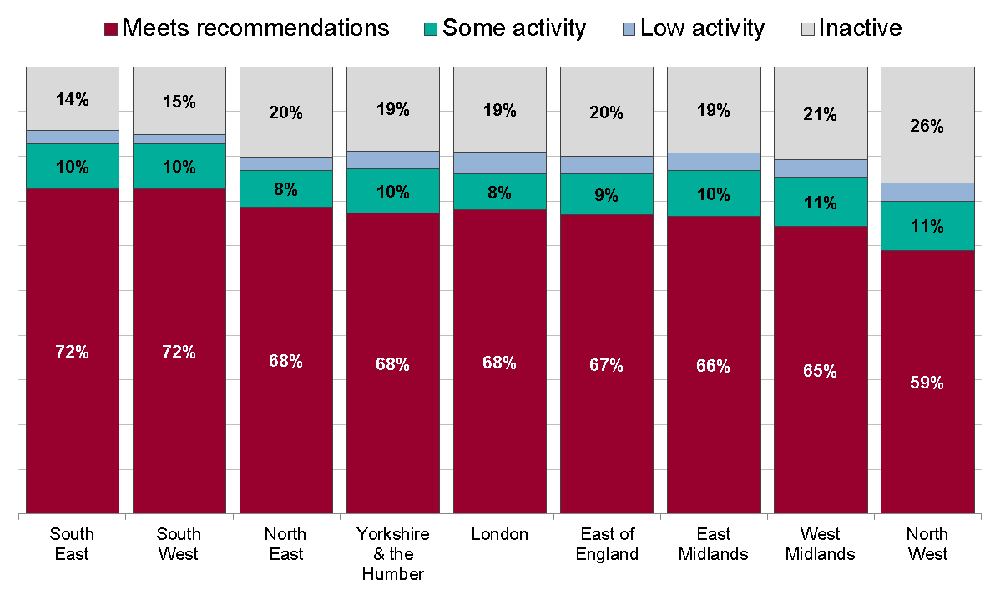 Meets recommendations Some activity Low activity Inactive
14% 15% 20% 19% 19% 20% 19% 21% 26%
10% 10% 8% 10% 8% 9% 10% 11% 11%
72% 72% 68% 68% 68% 67% 66% 65% 59%
South South North Yorkshire London East of East West North
East West East & the England Midlands Midlands West
Humber